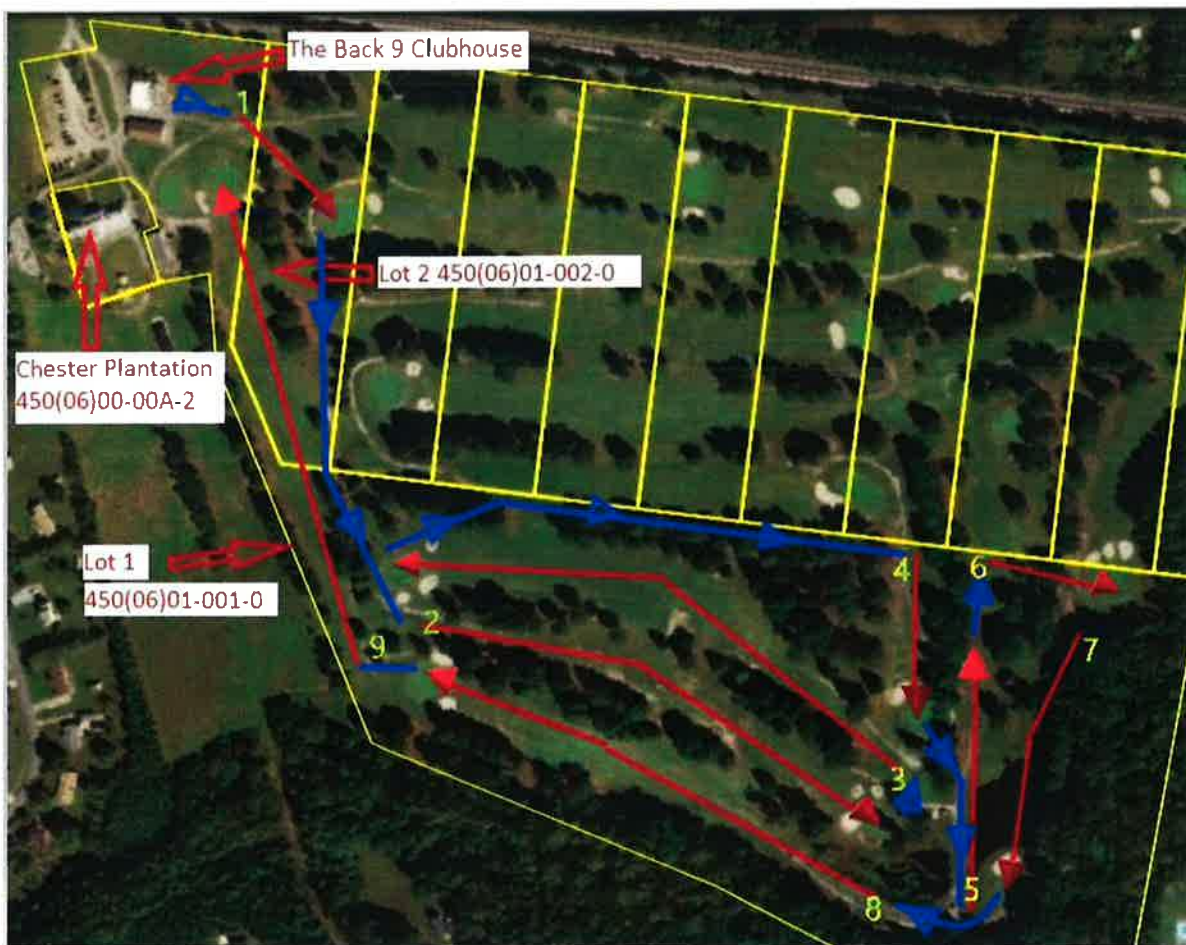 The Back 9 Clubhouse
1
Lot 2 450(06)01-002-0
Chester Plantation
450(06)00-00A-2
Lot 1
450(06)01-001-0
4
6
2
9
7
3
5
8